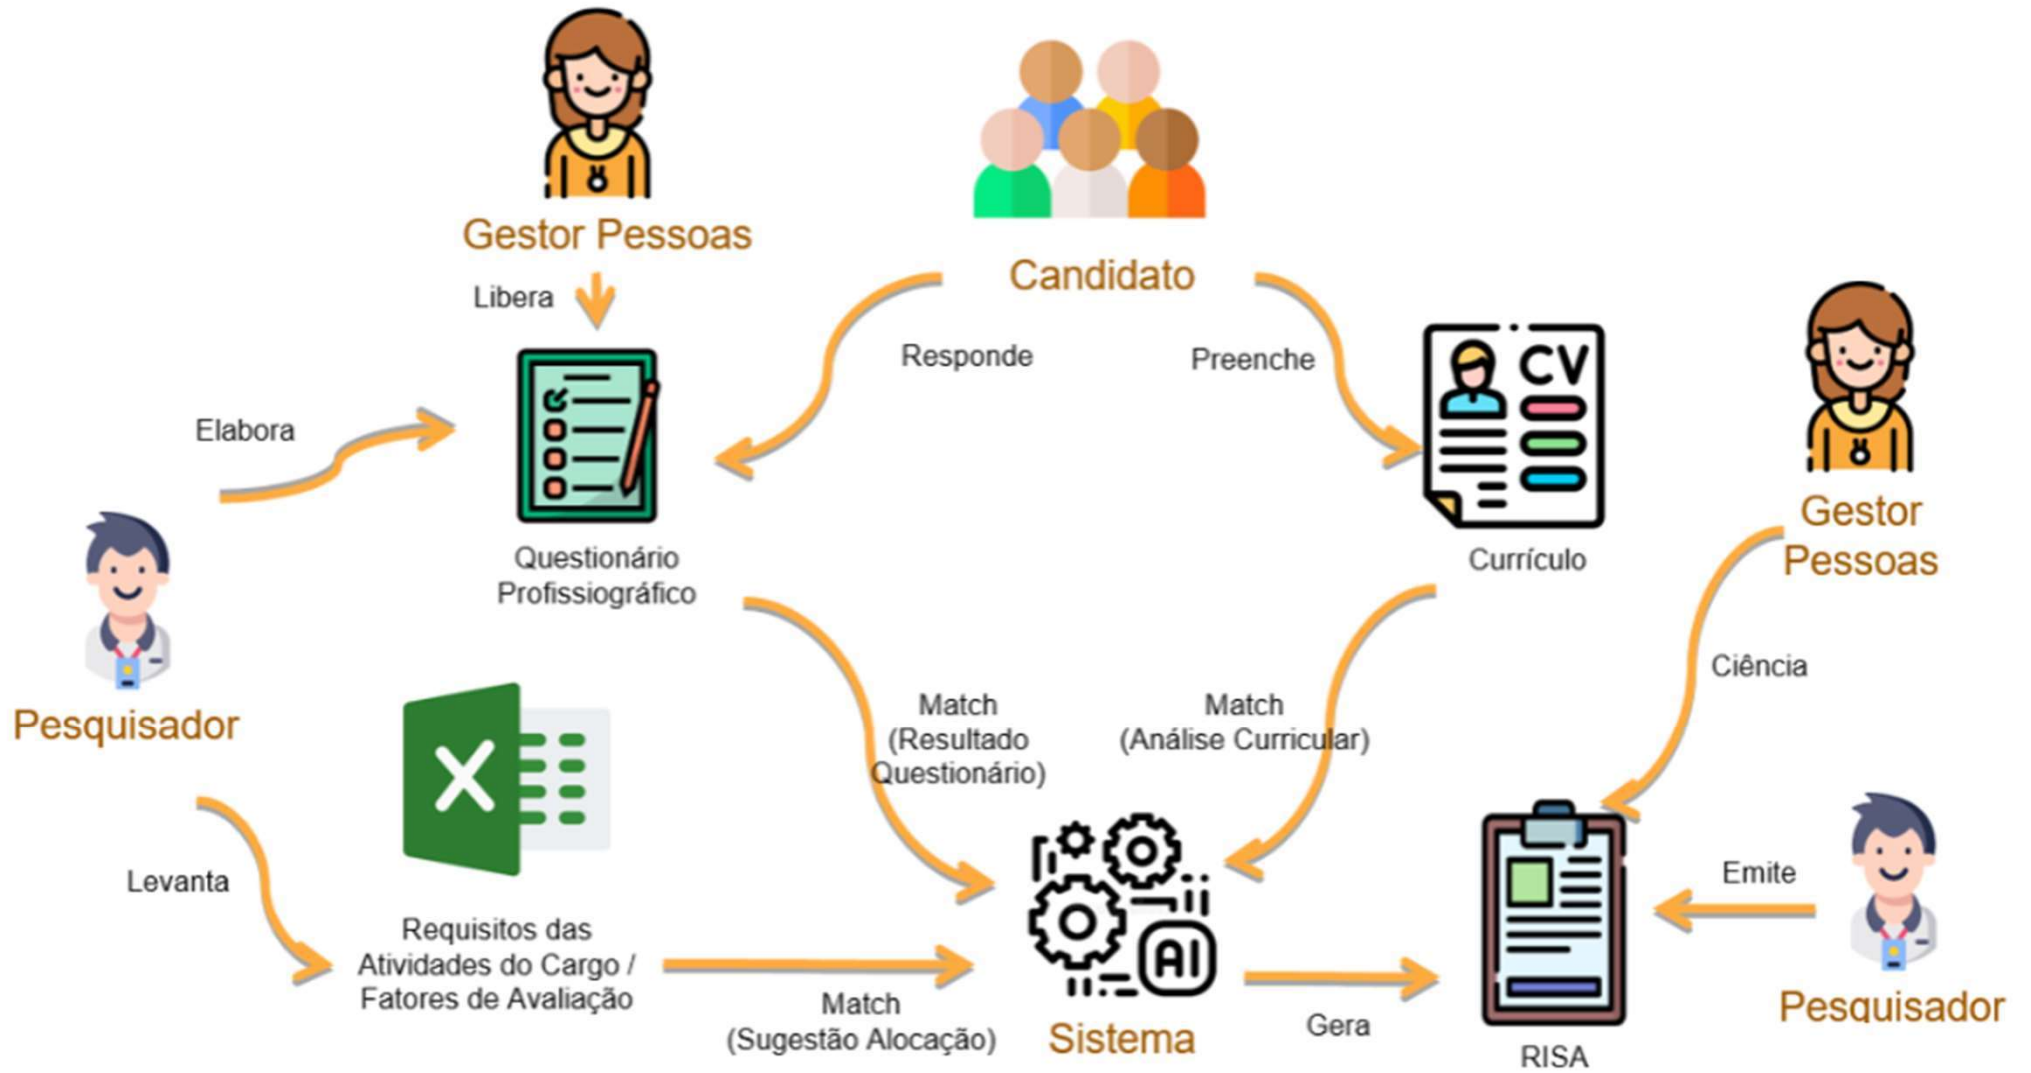 Gestor Pessoas
Libera
Candidato
Responde
Preenche
CV
Elabora
Questionário
Profissiográfico
Currículo
Gestor
Pessoas
Ciência
Pesquisador
X
Levanta
Requisitos das
Atividades do Cargo /
Fatores de Avaliação
Match
(Resultado
Questionário)
Match
(Análise Curricular)
Match
(Sugestão Alocação)
AI
Sistema
Gera
RISA
Emite
Pesquisador